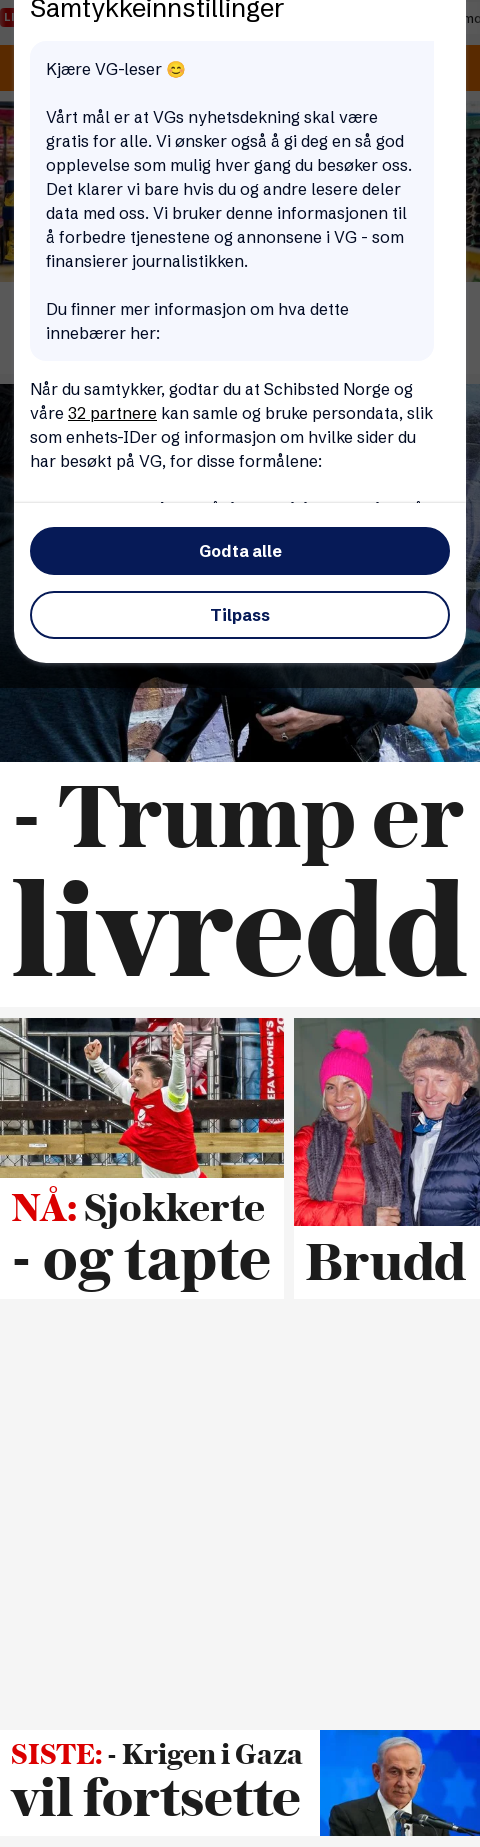 Samtykkeinnstillinger
Kjære VG-leser 😊
Vårt mål er at VGs nyhetsdekning skal være
gratis for alle. Vi ønsker også å gi deg en så god
opplevelse som mulig hver gang du besøker oss.
Det klarer vi bare hvis du og andre lesere deler
data med oss. Vi bruker denne informasjonen til
å forbedre tjenestene og annonsene i VG - som
finansierer journalistikken.
Du finner mer informasjon om hva dette
innebærer her:
Når du samtykker, godtar du at Schibsted Norge og
våre 32 partnere kan samle og bruke persondata, slik
som enhets-IDer og informasjon om hvilke sider du
har besøkt på VG, for disse formålene:
Godta alle
Tilpass
- Trump er
livredd
NÅ: Sjokkerte
- og tapte
Brudd
SISTE: - Krigen i Gaza
vil fortsette